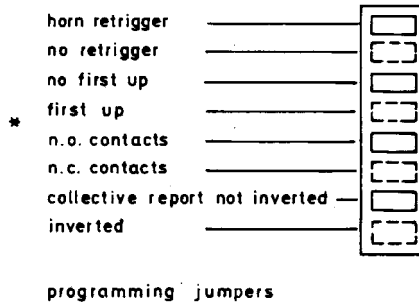 horn retrigger
no retrigger
no first up
first up
*
n.o. contacts
n.c. contacts
collective report not inverted
inverted
programming jumpers